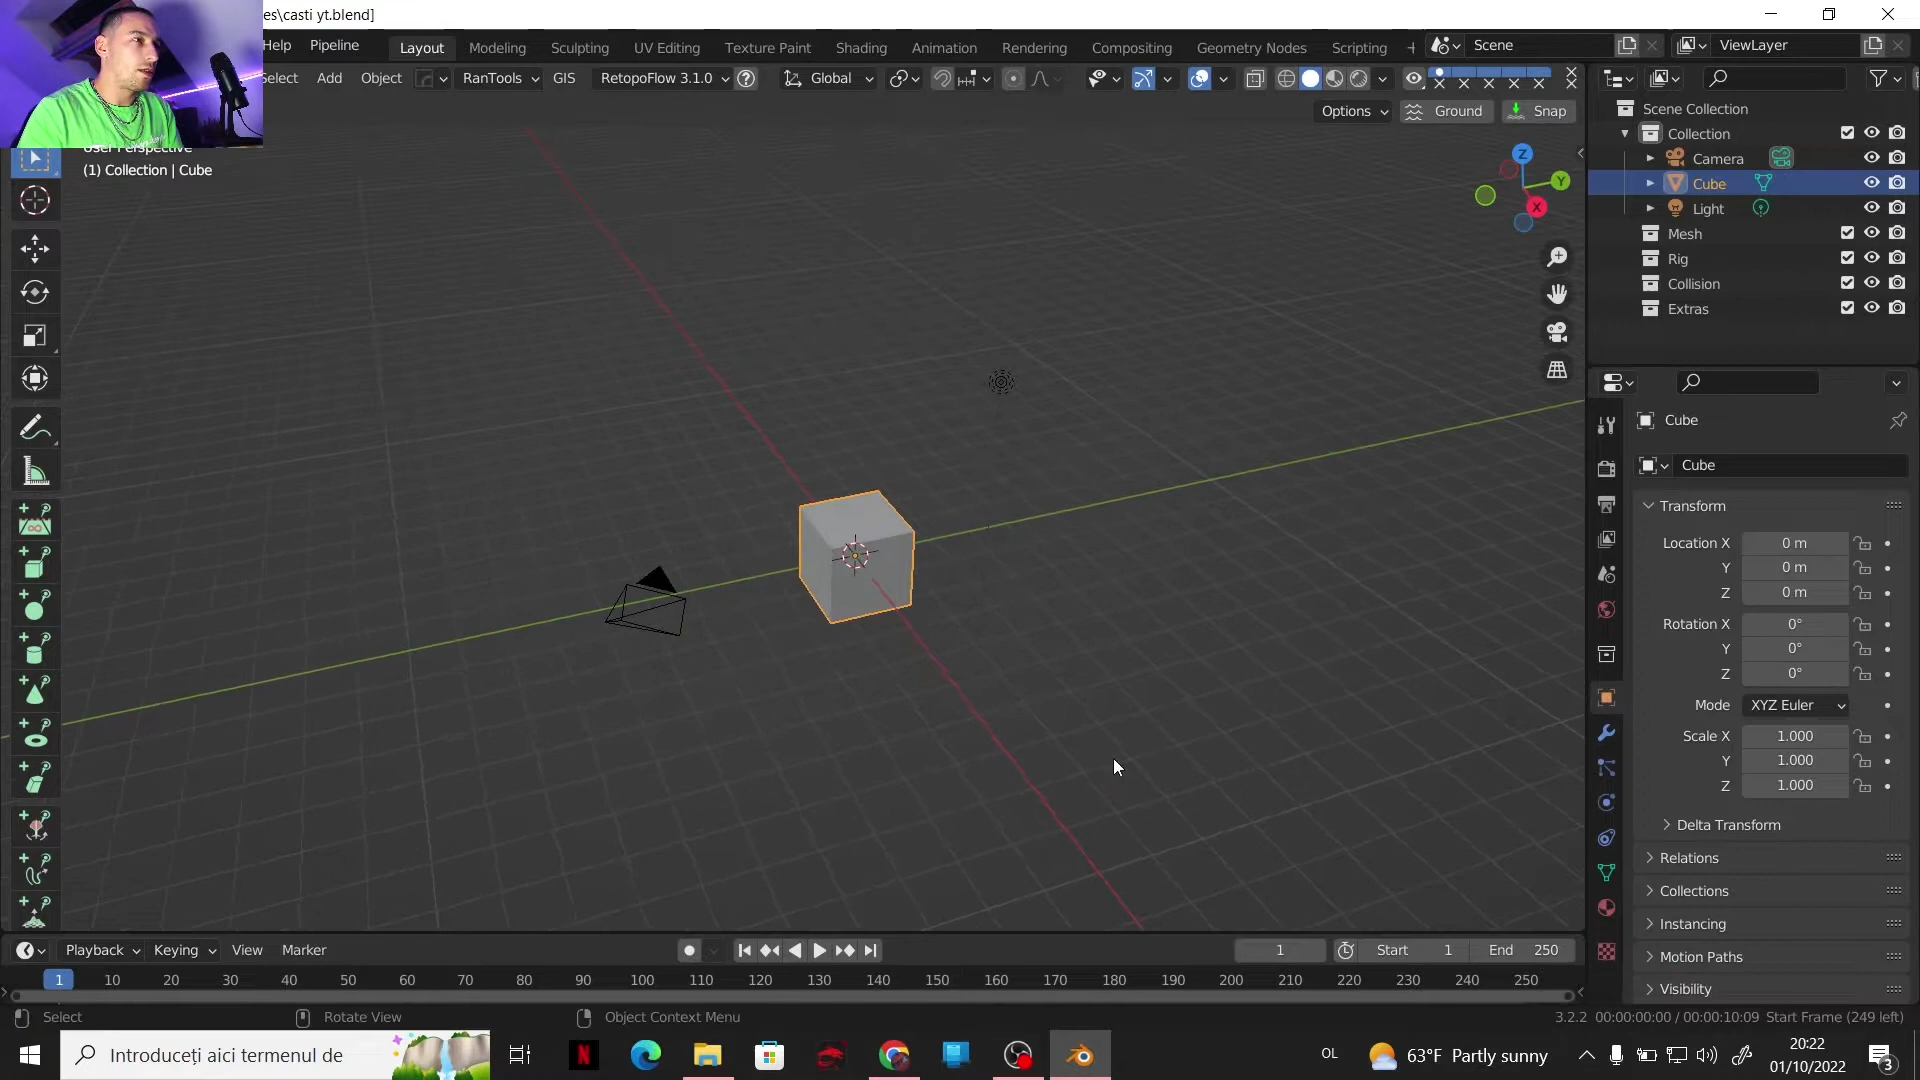 es\casti yt.blend]
Help Pipeline Layout Modeling Sculpting UV Editing Texture Paint Shading Animation Rendering Compositing Geometry Nodes Scripting + Scene ViewLayer
elect Add Object RanTools GIS RetopoFlow 3.1.0 Global
Options Ground Snap
(1) Collection | Cube
Z
Y
X
Scene Collection
Collection
Camera
Cube
Light
Mesh
Rig
Collision
Extras
Cube
Cube
Transform
Location X 0 m
Y 0 m
Z 0 m
Rotation X 0°
Y 0°
Z 0°
Mode XYZ Euler
Scale X 1.000
Y 1.000
Z 1.000
Delta Transform
Relations
Collections
Instancing
Motion Paths
Visibility
Playback Keying View Marker 1 Start 1 End 250
1 10 20 30 40 50 60 70 80 90 100 110 120 130 140 150 160 170 180 190 200 210 220 230 240 250
Select Rotate View Object Context Menu 3.2.2 00:00:00:00 / 00:00:10:09 Start Frame (249 left)
Introduceți aici termenul de OL 63°F Partly sunny 20:22
01/10/2022 3